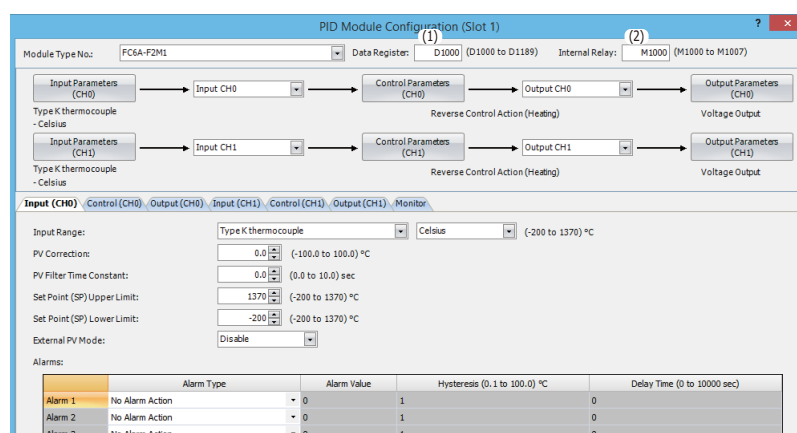 PID Module Configuration (Slot 1) ? x
(1) (2)
Module Type No.: FC6A-F2M1 Data Register: D1000 (D1000 to D1189) Internal Relay: M1000 (M1000 to M1007)
Input Parameters (CH0) Input CH0 Control Parameters (CH0) Output CH0 Output Parameters (CH0)
Type K thermocouple - Celsius Reverse Control Action (Heating) Voltage Output
Input Parameters (CH1) Input CH1 Control Parameters (CH1) Output CH1 Output Parameters (CH1)
Type K thermocouple - Celsius Reverse Control Action (Heating) Voltage Output
Input (CH0) Control (CH0) Output (CH0) Input (CH1) Control (CH1) Output (CH1) Monitor
Input Range: Type K thermocouple Celsius (-200 to 1370) °C
PV Correction: 0.0 (-100.0 to 100.0) °C
PV Filter Time Constant: 0.0 (0.0 to 10.0) sec
Set Point (SP) Upper Limit: 1370 (-200 to 1370) °C
Set Point (SP) Lower Limit: -200 (-200 to 1370) °C
External PV Mode: Disable
Alarms:
Alarm Type Alarm Value Hysteresis (0.1 to 100.0) °C Delay Time (0 to 10000 sec)
Alarm 1 No Alarm Action 0 1 0
Alarm 2 No Alarm Action 0 1 0